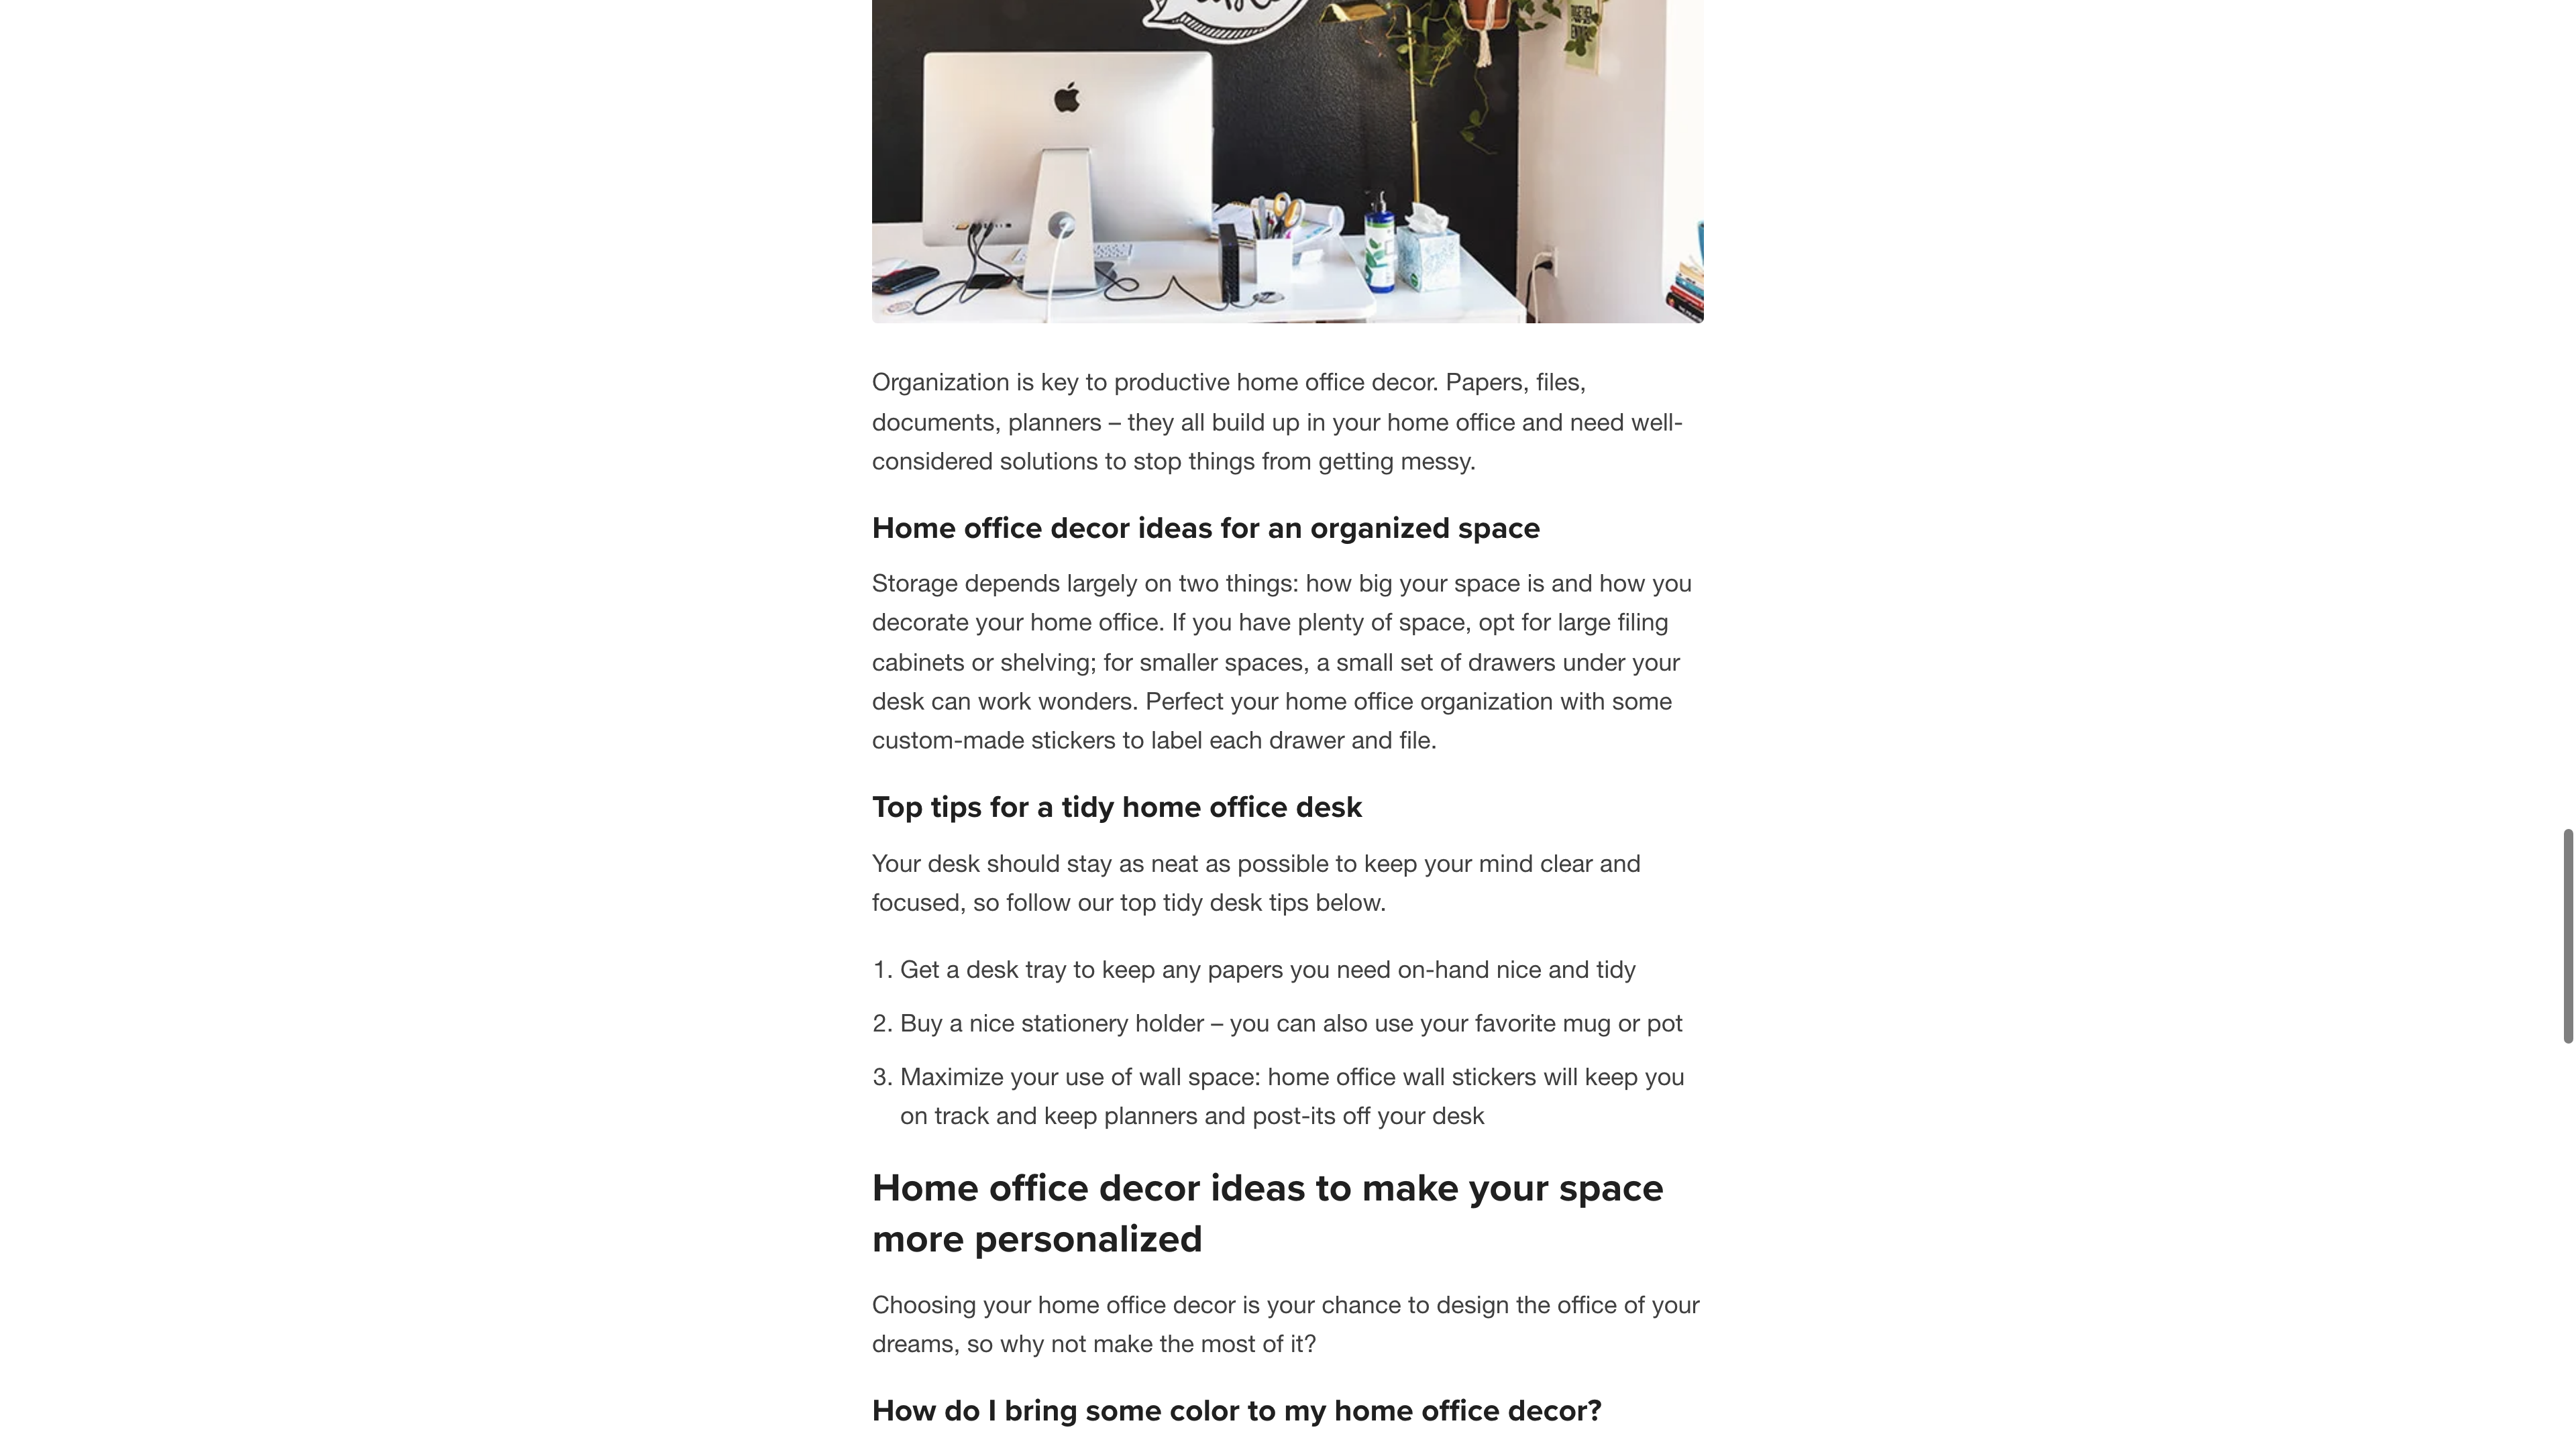 Organization is key to productive home office decor. Papers, files,
documents, planners – they all build up in your home office and need well-
considered solutions to stop things from getting messy.
Home office decor ideas for an organized space
Storage depends largely on two things: how big your space is and how you
decorate your home office. If you have plenty of space, opt for large filing
cabinets or shelving; for smaller spaces, a small set of drawers under your
desk can work wonders. Perfect your home office organization with some
custom-made stickers to label each drawer and file.
Top tips for a tidy home office desk
Your desk should stay as neat as possible to keep your mind clear and
focused, so follow our top tidy desk tips below.
1. Get a desk tray to keep any papers you need on-hand nice and tidy
2. Buy a nice stationery holder – you can also use your favorite mug or pot
3. Maximize your use of wall space: home office wall stickers will keep you
on track and keep planners and post-its off your desk
Home office decor ideas to make your space
more personalized
Choosing your home office decor is your chance to design the office of your
dreams, so why not make the most of it?
How do I bring some color to my home office decor?